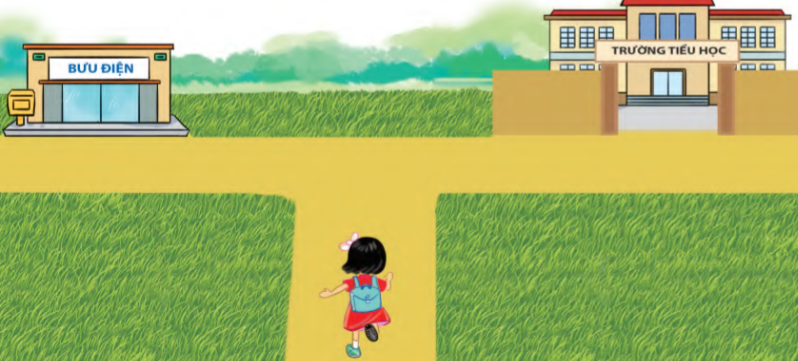 BƯU ĐIỆN
TRƯỜNG TIỂU HỌC